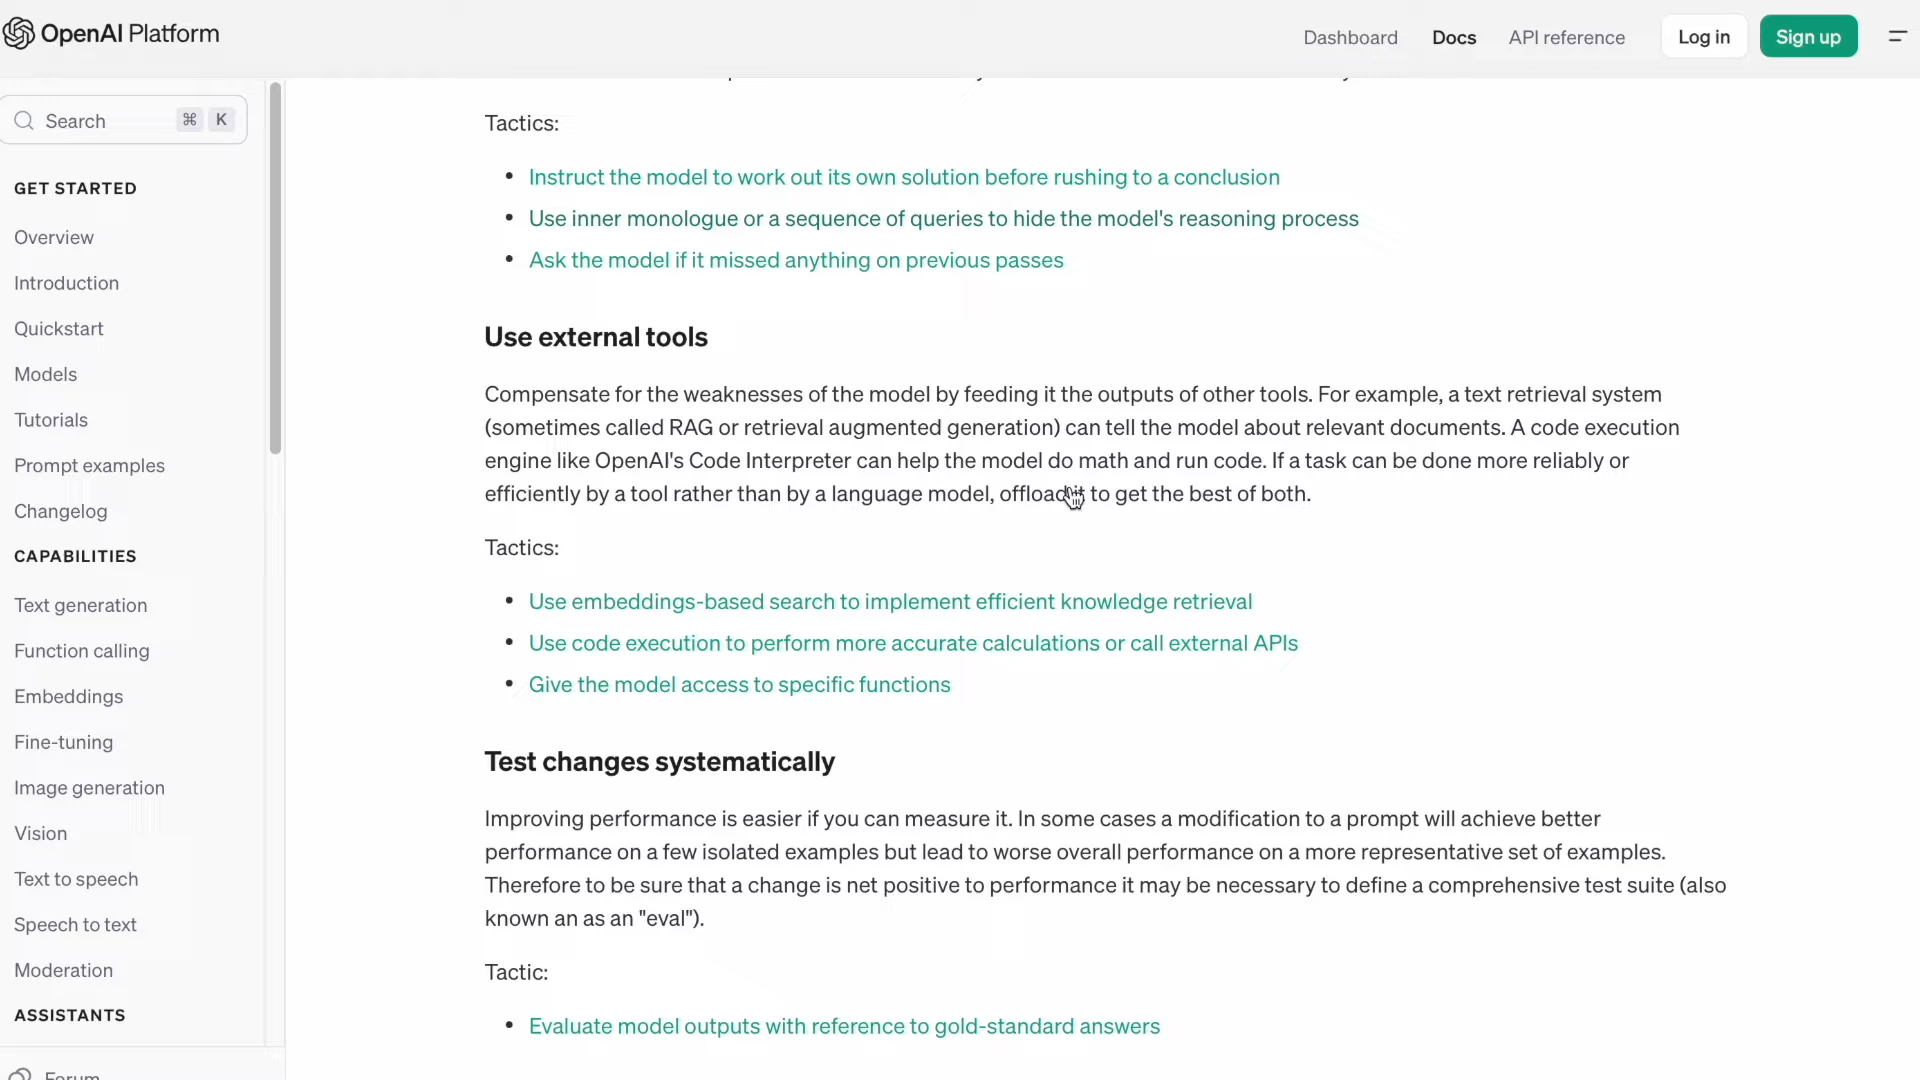 OpenAI Platform
Dashboard
Docs
API reference
Log in
Sign up
Search
⌘ K
GET STARTED
Overview
Introduction
Quickstart
Models
Tutorials
Prompt examples
Changelog
CAPABILITIES
Text generation
Function calling
Embeddings
Fine-tuning
Image generation
Vision
Text to speech
Speech to text
Moderation
ASSISTANTS
Forum
Tactics:
• Instruct the model to work out its own solution before rushing to a conclusion
• Use inner monologue or a sequence of queries to hide the model's reasoning process
• Ask the model if it missed anything on previous passes
Use external tools
Compensate for the weaknesses of the model by feeding it the outputs of other tools. For example, a text retrieval system
(sometimes called RAG or retrieval augmented generation) can tell the model about relevant documents. A code execution
engine like OpenAI's Code Interpreter can help the model do math and run code. If a task can be done more reliably or
efficiently by a tool rather than by a language model, offload it to get the best of both.
Tactics:
• Use embeddings-based search to implement efficient knowledge retrieval
• Use code execution to perform more accurate calculations or call external APIs
• Give the model access to specific functions
Test changes systematically
Improving performance is easier if you can measure it. In some cases a modification to a prompt will achieve better
performance on a few isolated examples but lead to worse overall performance on a more representative set of examples.
Therefore to be sure that a change is net positive to performance it may be necessary to define a comprehensive test suite (also
known an as an "eval").
Tactic:
• Evaluate model outputs with reference to gold-standard answers